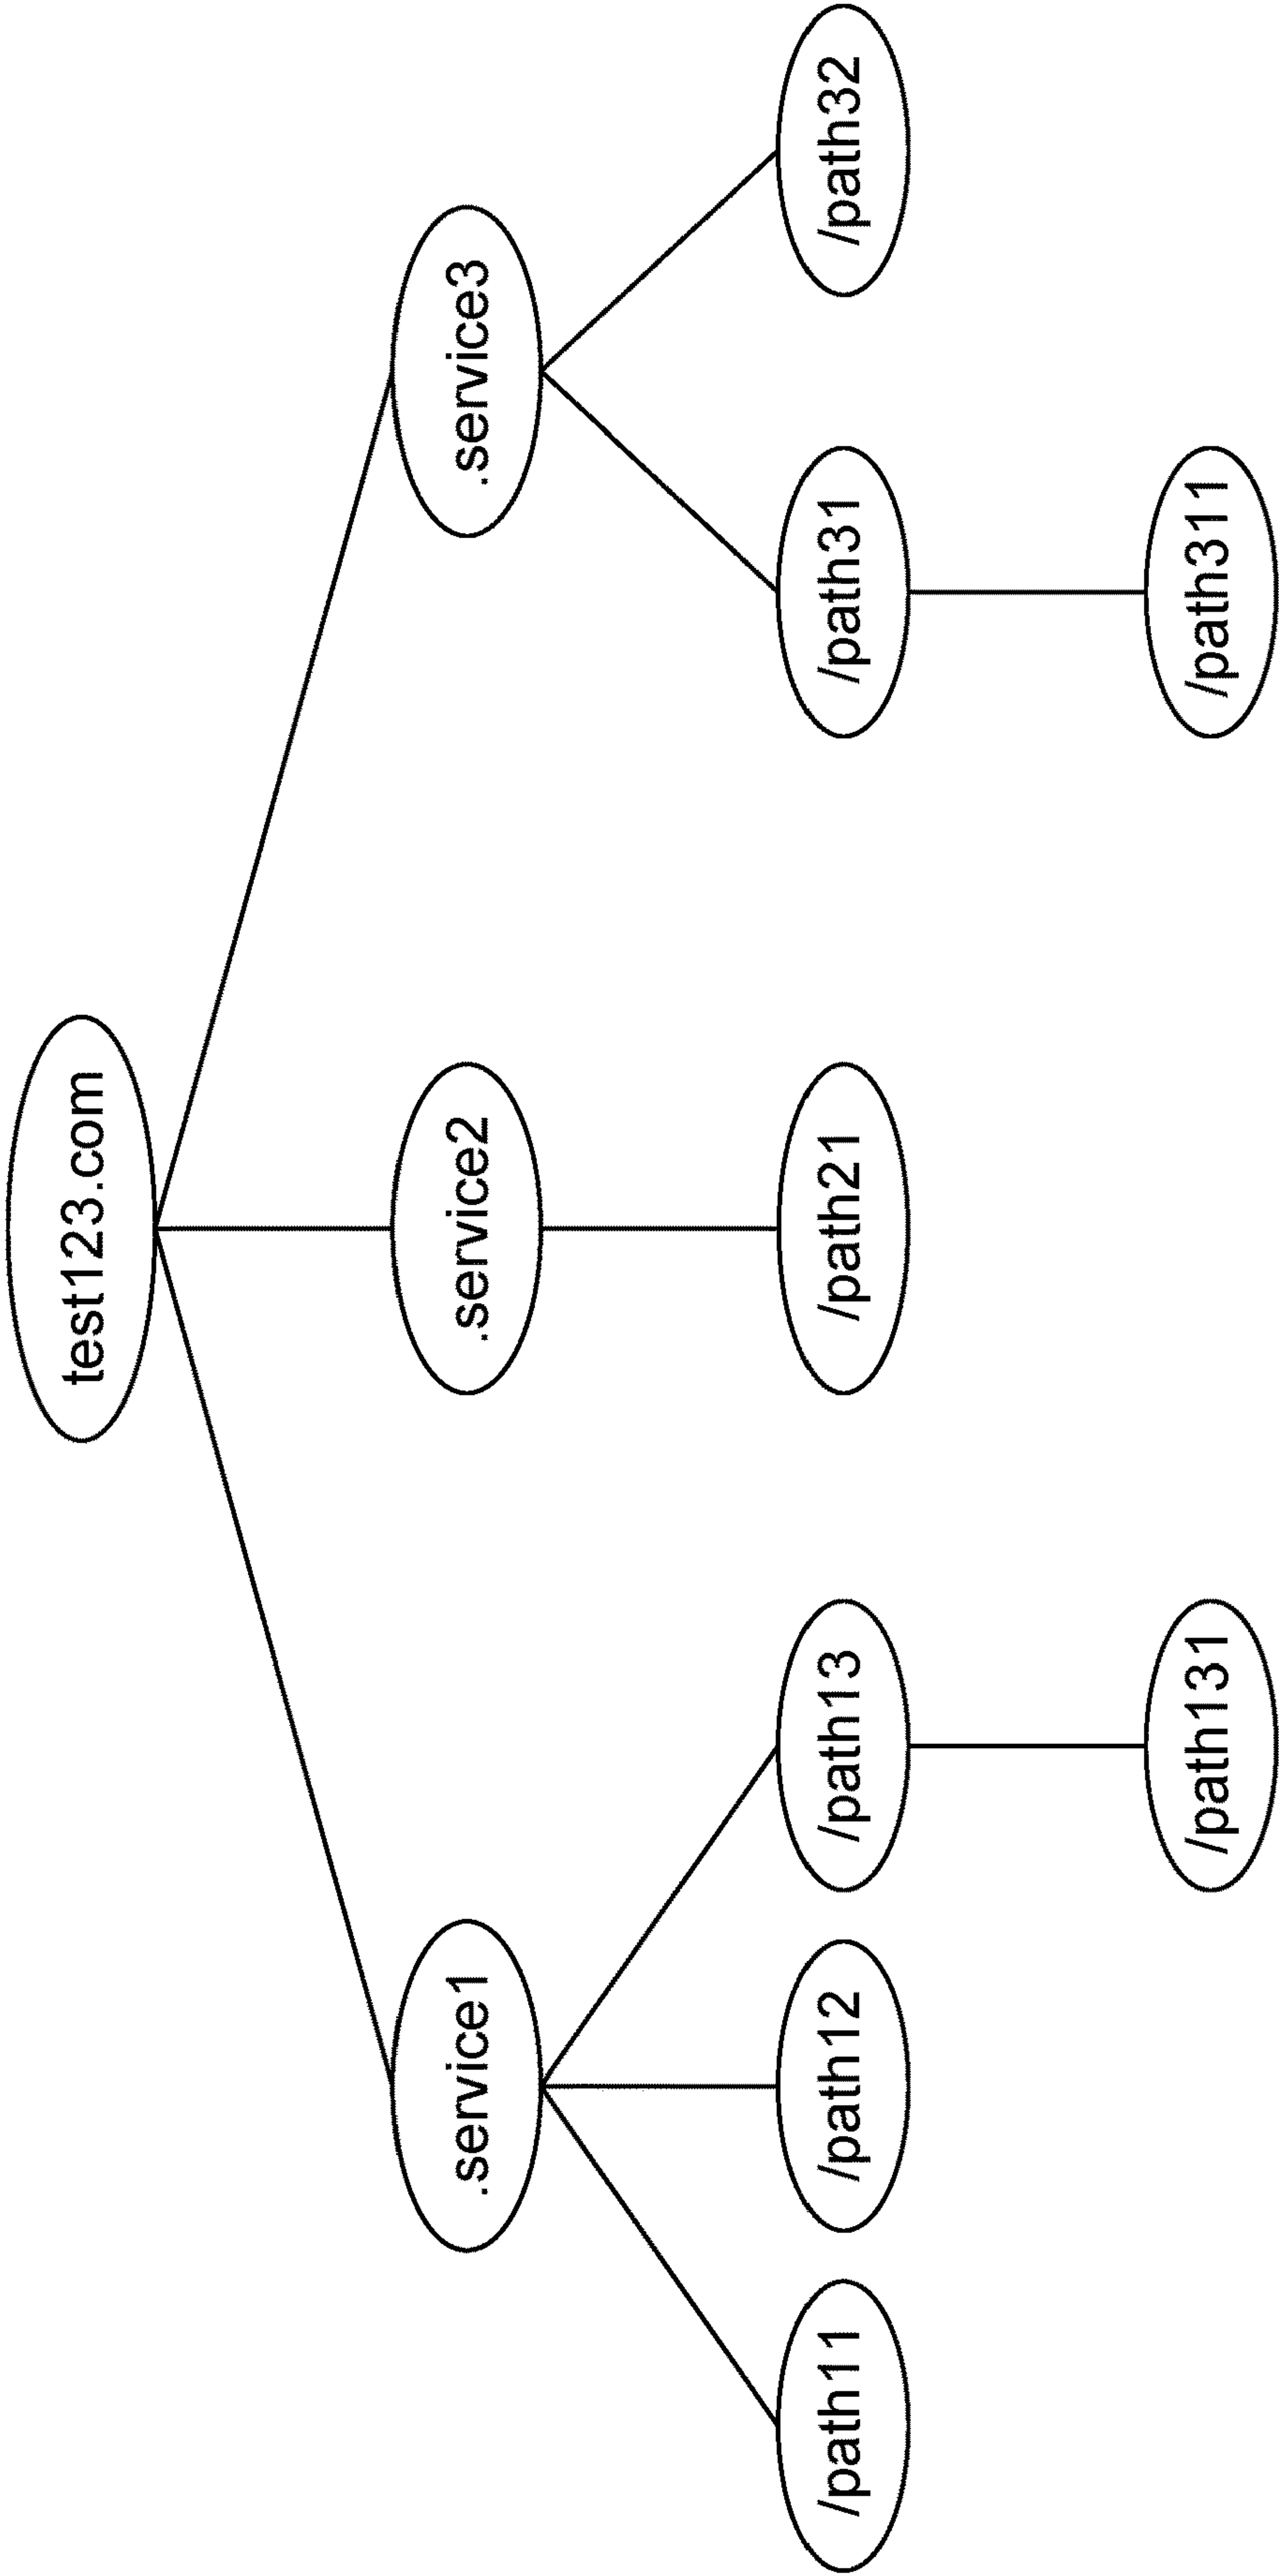 test123.com
.service1
.service2
.service3
/path11
/path12
/path13
/path21
/path31
/path32
/path131
/path311